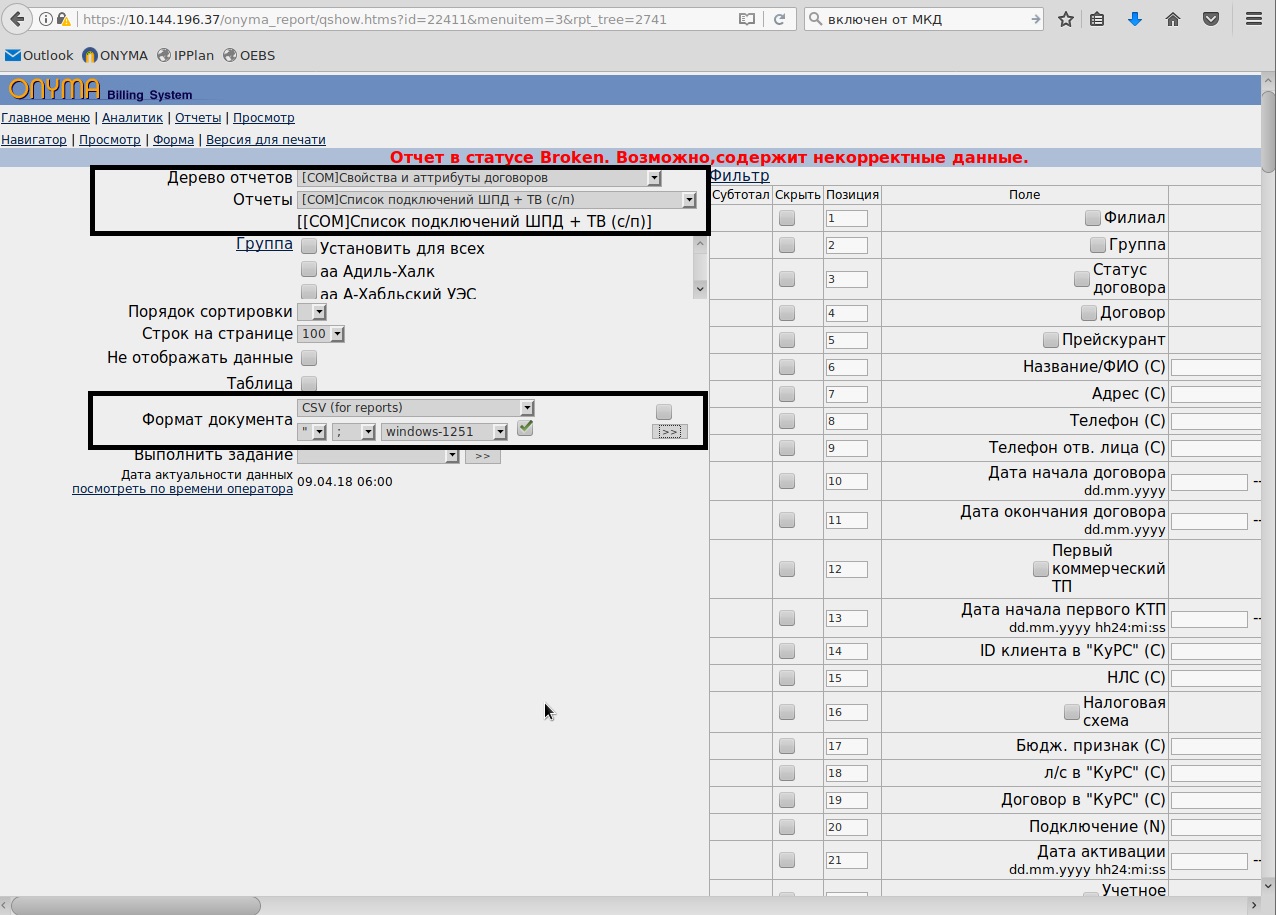 https://10.144.196.37/onyma_report/qshow.htms?id=22411&menuitem=3&rpt_tree=2741
включен от МКД
Outlook ONYMA IPPlan OEBS
ONYMA Billing System
Главное меню | Аналитик | Отчеты | Просмотр
Навигатор | Просмотр | Форма | Версия для печати
Отчет в статусе Broken. Возможно,содержит некорректные данные.
Дерево отчетов [COM]Свойства и аттрибуты договоров
Отчеты [COM]Список подключений ШПД + ТВ (с/п)
[[COM]Список подключений ШПД + ТВ (с/п)]
Группа Установить для всех
аа Адиль-Халк
аа А-Хабльский УЭС
Порядок сортировки
Строк на странице 100
Не отображать данные
Таблица
Формат документа CSV (for reports)
" ; windows-1251 >>
Выполнить задание >>
Дата актуальности данных
посмотреть по времени оператора 09.04.18 06:00
Фильтр
Субтотал Скрыть Позиция Поле
1 Филиал
2 Группа
3 Статус
договора
4 Договор
5 Прейскурант
6 Название/ФИО (C)
7 Адрес (C)
8 Телефон (C)
9 Телефон отв. лица (C)
10 Дата начала договора
dd.mm.yyyy --
11 Дата окончания договора
dd.mm.yyyy --
12 Первый
коммерческий
ТП
13 Дата начала первого КТП
dd.mm.yyyy hh24:mi:ss --
14 ID клиента в "КуРС" (C)
15 НЛС (C)
16 Налоговая
схема
17 Бюдж. признак (C)
18 л/с в "КуРС" (C)
19 Договор в "КуРС" (C)
20 Подключение (N)
21 Дата активации
dd.mm.yyyy hh24:mi:ss --
Учетное